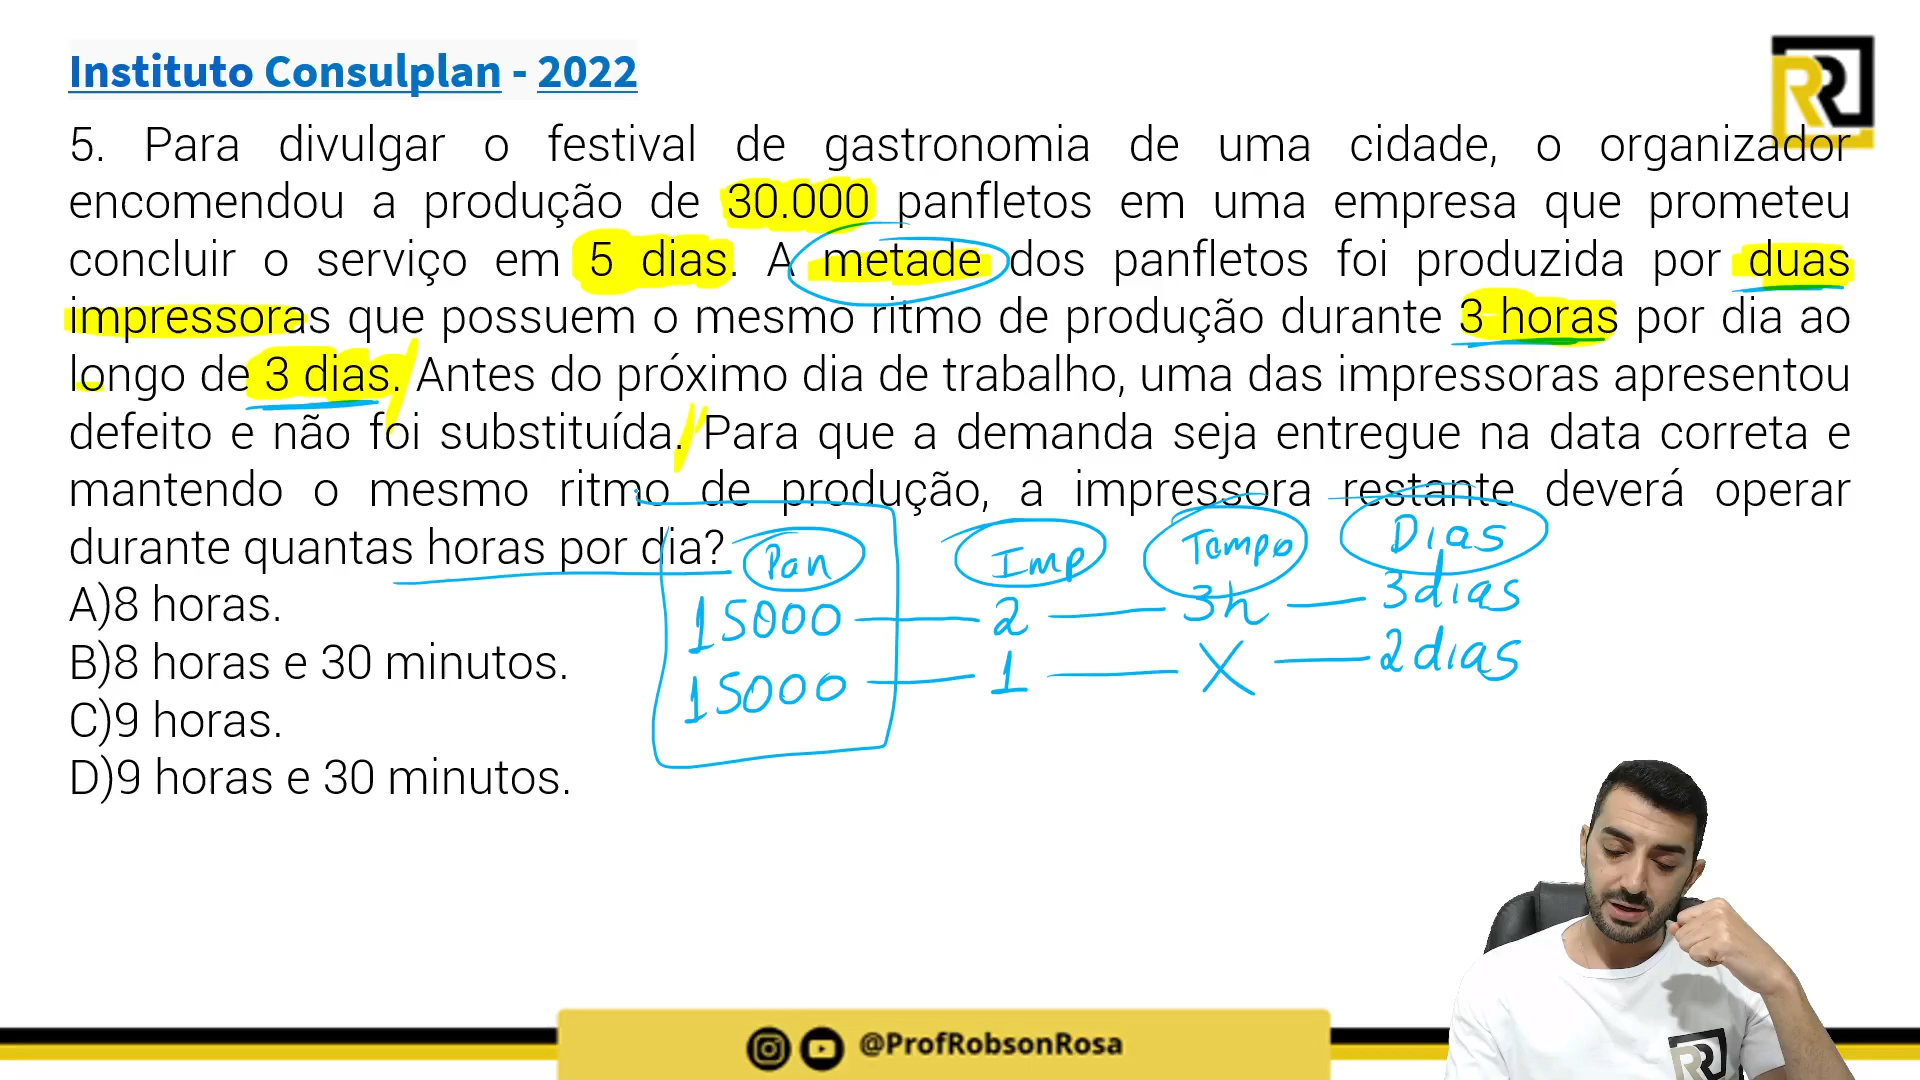 Instituto Consulplan - 2022
RR
5. Para divulgar o festival de gastronomia de uma cidade, o organizador
encomendou a produção de 30.000 panfletos em uma empresa que prometeu
concluir o serviço em 5 dias. A metade dos panfletos foi produzida por duas
impressoras que possuem o mesmo ritmo de produção durante 3 horas por dia ao
longo de 3 dias. Antes do próximo dia de trabalho, uma das impressoras apresentou
defeito e não foi substituída. Para que a demanda seja entregue na data correta e
mantendo o mesmo ritmo de produção, a impressora restante deverá operar
durante quantas horas por dia?
Pan Imp Tempo Dias
15000 2 3h 3dias
15000 1 X 2dias
A)8 horas.
B)8 horas e 30 minutos.
C)9 horas.
D)9 horas e 30 minutos.
@ProfRobsonRosa
RR